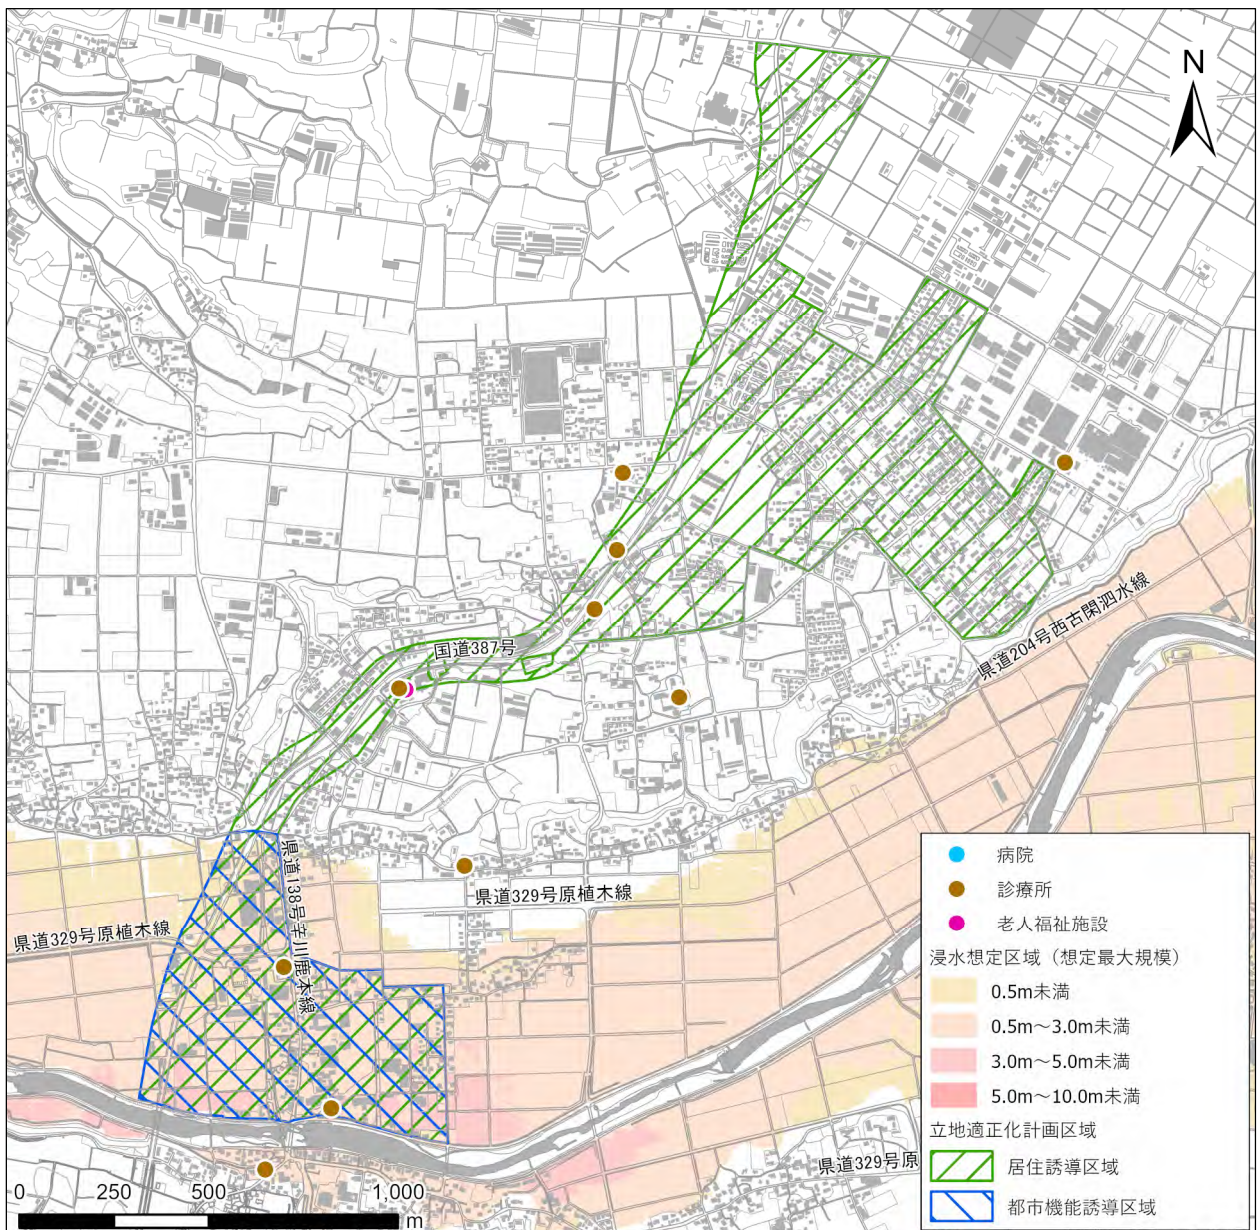 N
国道387号
県道204号西古閑泗水線
県道138号辛川鹿本線
県道329号原植木線
県道329号原植木線
県道329号原
病院
診療所
老人福祉施設
浸水想定区域（想定最大規模）
0.5m未満
0.5m～3.0m未満
3.0m～5.0m未満
5.0m～10.0m未満
立地適正化計画区域
居住誘導区域
都市機能誘導区域
0 250 500 1,000
m